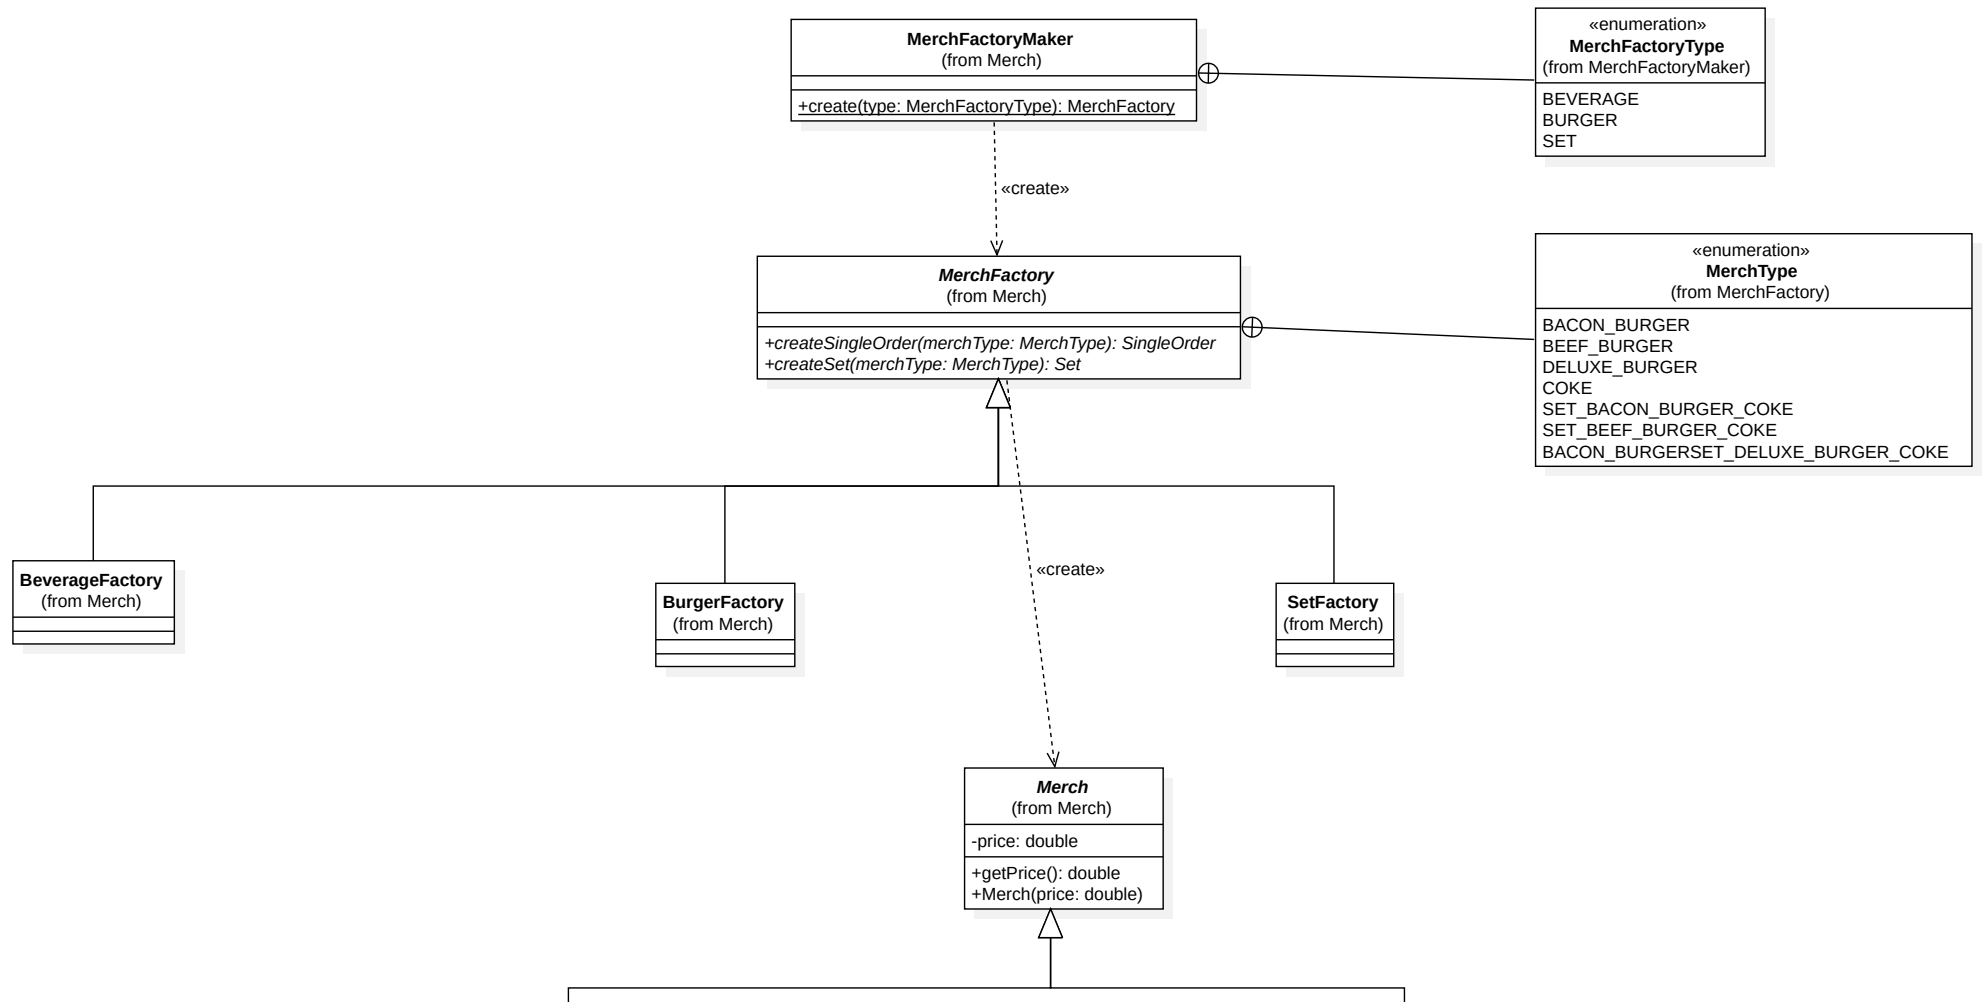 MerchFactoryMaker
(from Merch)
+create(type: MerchFactoryType): MerchFactory
«enumeration»
MerchFactoryType
(from MerchFactoryMaker)
BEVERAGE
BURGER
SET
«create»
MerchFactory
(from Merch)
+createSingleOrder(merchType: MerchType): SingleOrder
+createSet(merchType: MerchType): Set
«enumeration»
MerchType
(from MerchFactory)
BACON_BURGER
BEEF_BURGER
DELUXE_BURGER
COKE
SET_BACON_BURGER_COKE
SET_BEEF_BURGER_COKE
BACON_BURGERSET_DELUXE_BURGER_COKE
BeverageFactory
(from Merch)
BurgerFactory
(from Merch)
«create»
SetFactory
(from Merch)
Merch
(from Merch)
-price: double
+getPrice(): double
+Merch(price: double)